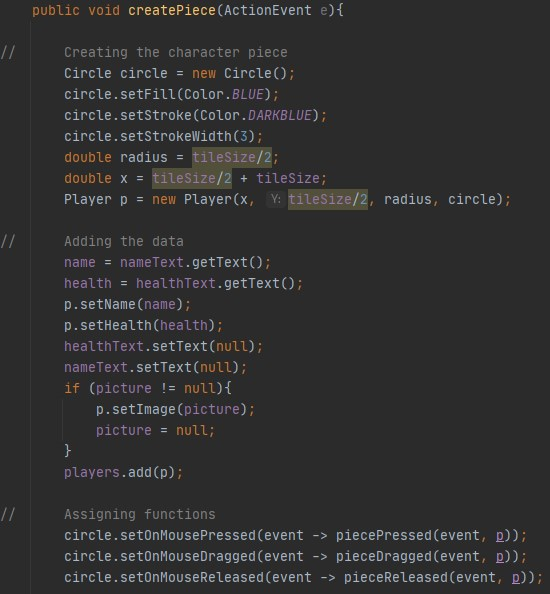 public void createPiece(ActionEvent e){
// Creating the character piece
Circle circle = new Circle();
circle.setFill(Color.BLUE);
circle.setStroke(Color.DARKBLUE);
circle.setStrokeWidth(3);
double radius = tileSize/2;
double x = tileSize/2 + tileSize;
Player p = new Player(x, Y: tileSize/2, radius, circle);
// Adding the data
name = nameText.getText();
health = healthText.getText();
p.setName(name);
p.setHealth(health);
healthText.setText(null);
nameText.setText(null);
if (picture != null){
p.setImage(picture);
picture = null;
}
players.add(p);
// Assigning functions
circle.setOnMousePressed(event -> piecePressed(event, p));
circle.setOnMouseDragged(event -> pieceDragged(event, p));
circle.setOnMouseReleased(event -> pieceReleased(event, p));